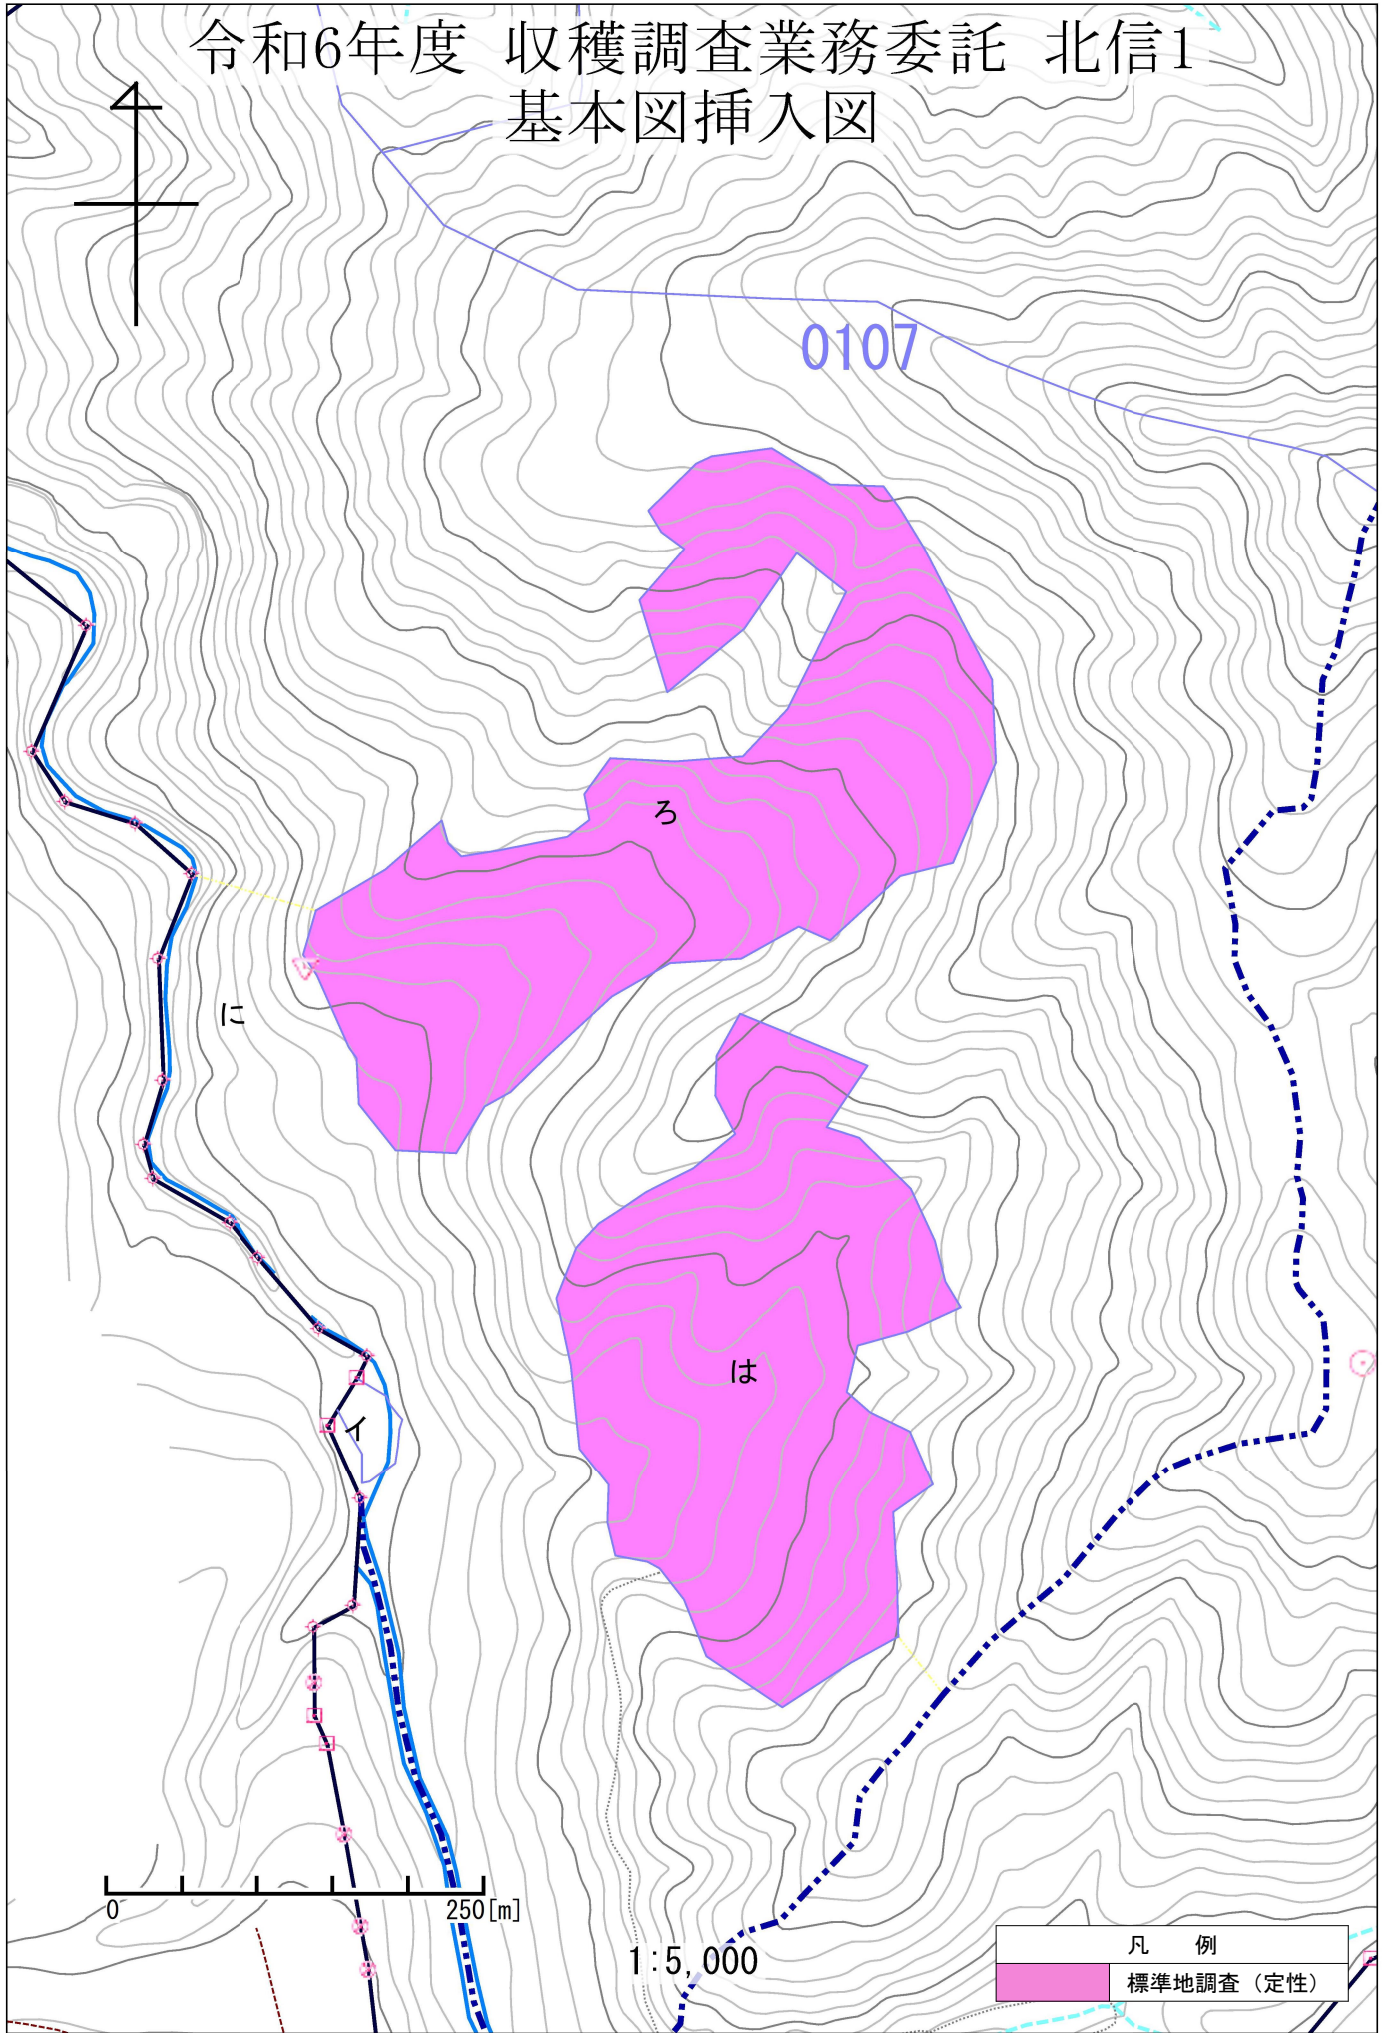 令和6年度 収穫調査業務委託 北信1
基本図挿入図
0107
ろ
に
は
イ
0 250[m]
1:5,000
凡 例
標準地調査（定性）